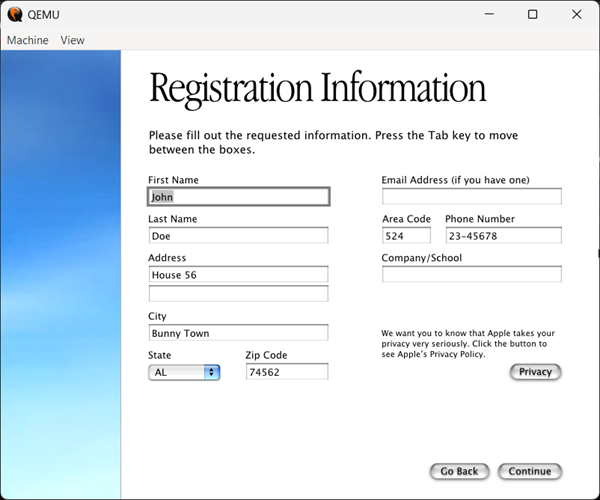 QEMU
Machine View
Registration Information
Please fill out the requested information. Press the Tab key to move
between the boxes.
First Name
John
Last Name
Doe
Address
House 56
City
Bunny Town
State
Zip Code
AL
74562
Email Address (if you have one)
Area Code
Phone Number
524
23-45678
Company/School
We want you to know that Apple takes your
privacy very seriously. Click the button to
see Apple's Privacy Policy.
Privacy
Go Back
Continue